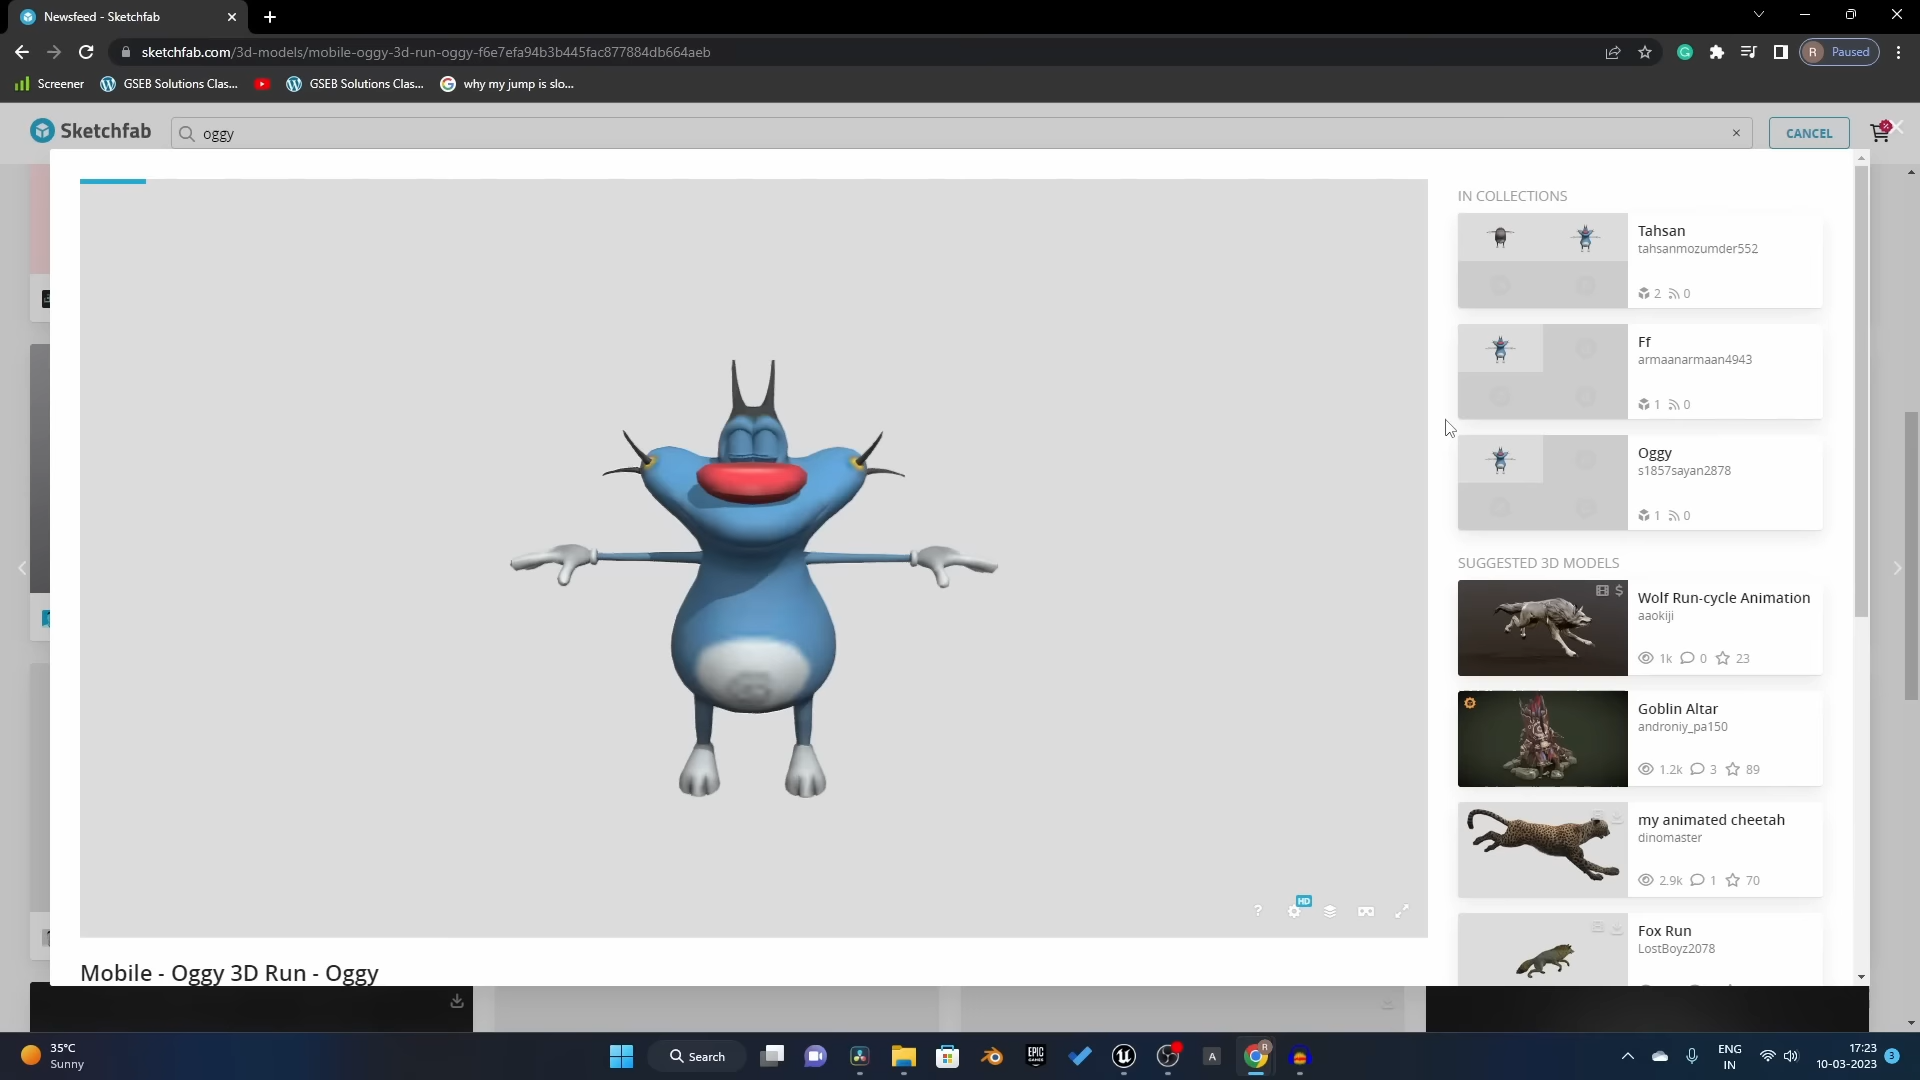 Newsfeed - Sketchfab
sketchfab.com/3d-models/mobile-oggy-3d-run-oggy-f6e7efa94b3b445fac877884db664aeb
R Paused
Screener GSEB Solutions Clas... GSEB Solutions Clas... why my jump is slo...
Sketchfab oggy CANCEL
IN COLLECTIONS
Tahsan
tahsanmozumder552
2 0
Ff
armaanarmaan4943
1 0
Oggy
s1857sayan2878
1 0
SUGGESTED 3D MODELS
Wolf Run-cycle Animation
aaokiji
1k 0 23
Goblin Altar
androniy_pa150
1.2k 3 89
my animated cheetah
dinomaster
2.9k 1 70
Fox Run
LostBoyz2078
? HD
Mobile - Oggy 3D Run - Oggy
35°C
Sunny
Search
EPIC
GAMES
A
R
ENG
IN
17:23
10-03-2023
3